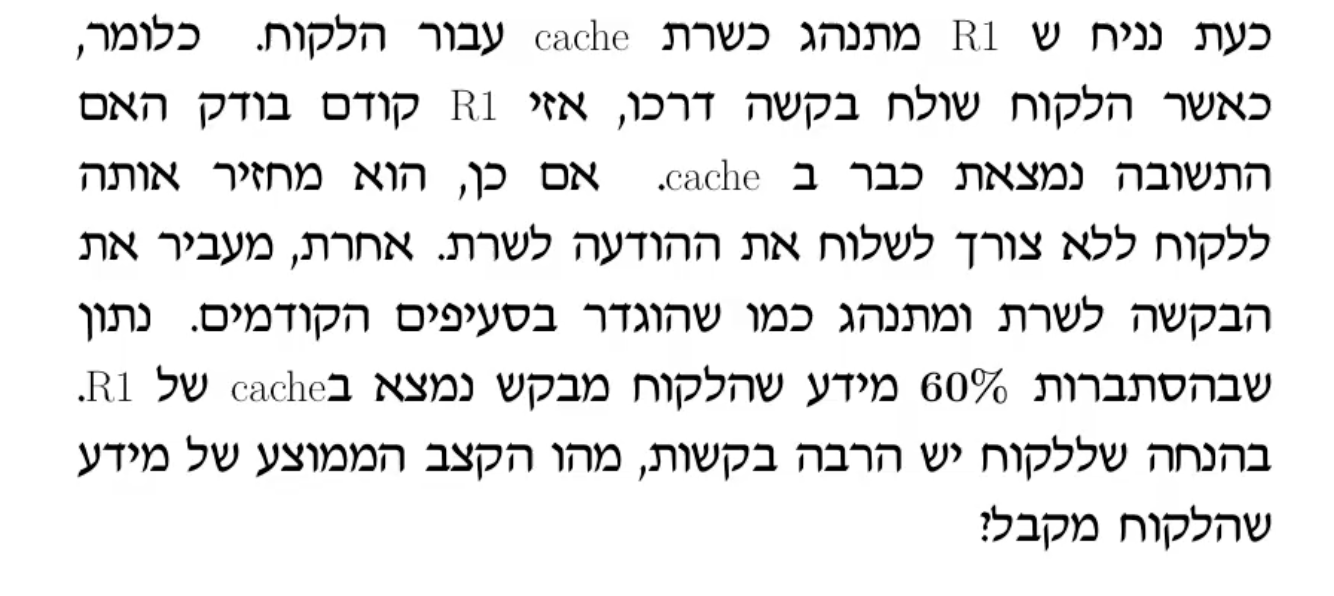 כעת נניח ש R1 מתנהג כשרת cache עבור הלקוח. כלומר,
כאשר הלקוח שולח בקשה דרכו, אזי R1 קודם בודק האם
התשובה נמצאת כבר ב cache. אם כן, הוא מחזיר אותה
ללקוח ללא צורך לשלוח את ההודעה לשרת. אחרת, מעביר את
הבקשה לשרת ומתנהג כמו שהוגדר בסעיפים הקודמים. נתון
שבהסתברות 60% מידע שהלקוח מבקש נמצא בcache של R1.
בהנחה שללקוח יש הרבה בקשות, מהו הקצב הממוצע של מידע
שהלקוח מקבל?